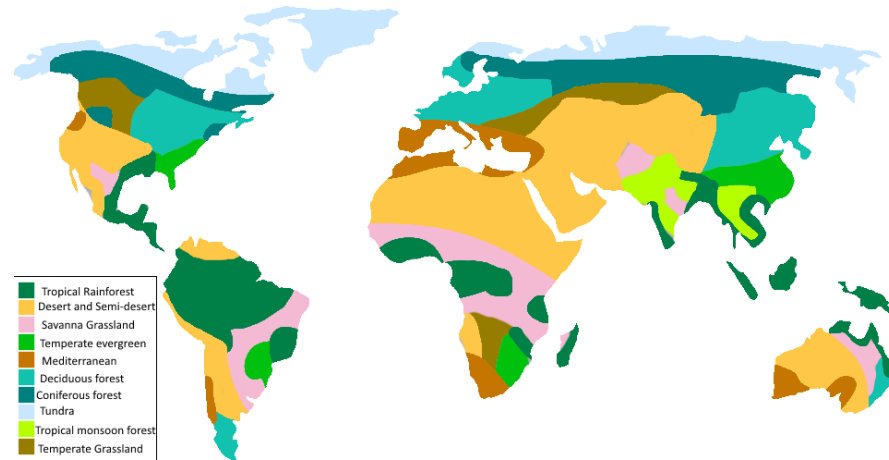 Tropical Rainforest
Desert and Semi-desert
Savanna Grassland
Temperate evergreen
Mediterranean
Deciduous forest
Coniferous forest
Tundra
Tropical monsoon forest
Temperate Grassland